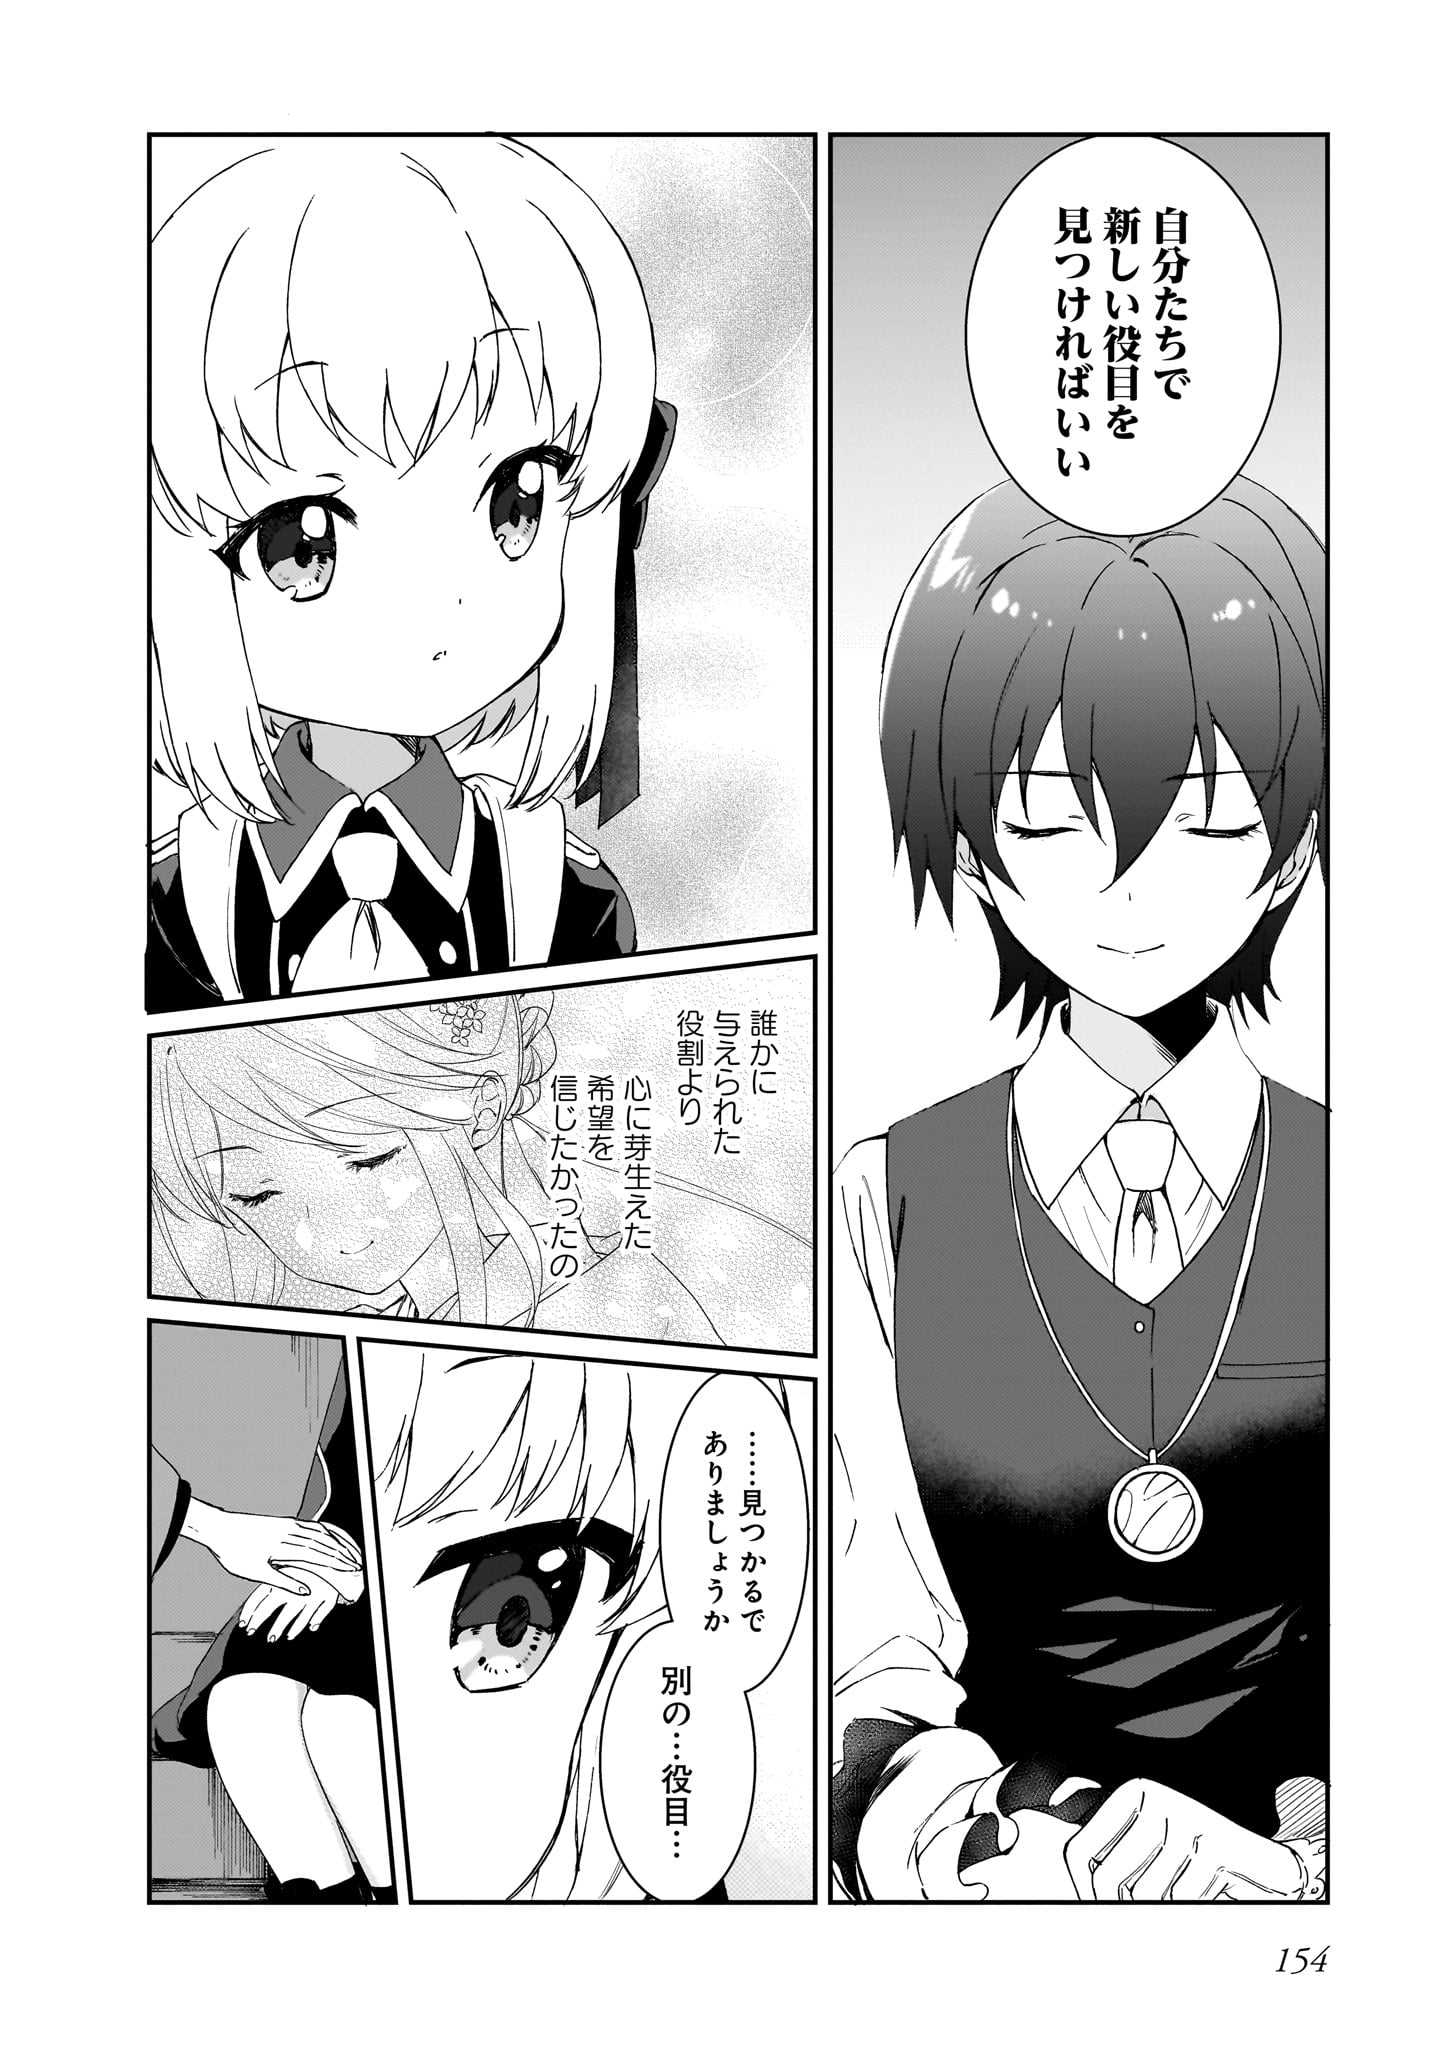 自分たちで
新しい役目を
見つければいい
誰かに
与えられた
役割より
心に芽生えた
希望を
信じたかったの
……見つかるで
ありましょうか
別の…役目…
154